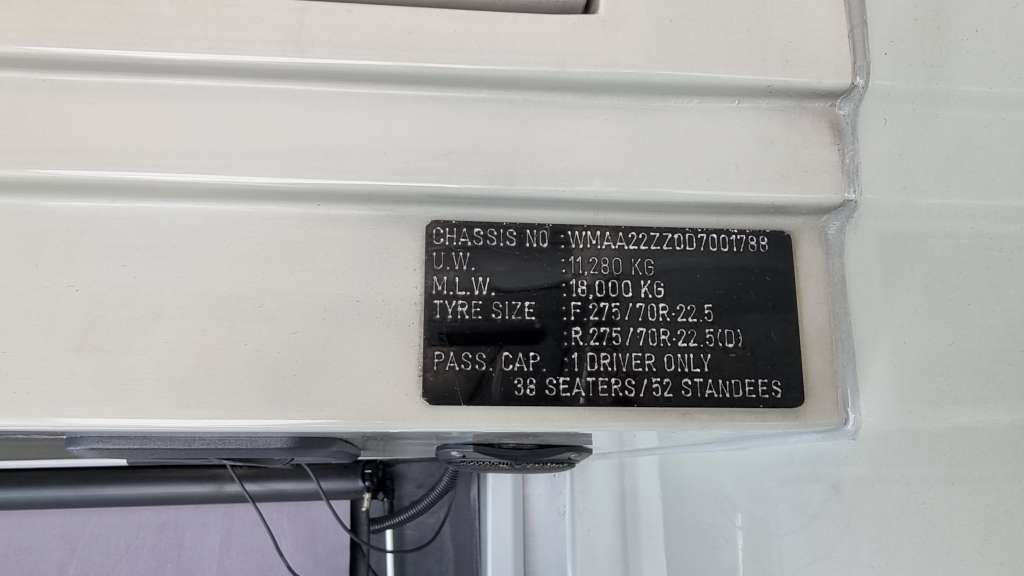 CHASSIS NO :WMAA22ZZ0D7001788
U.W. :11,280 KG
M.L.W. :18,000 KG
TYRE SIZE :F.275/70R-22.5
:R.275/70R-22.5(D)
PASS. CAP. :1 DRIVER ONLY
38 SEATERS/52 STANDEES